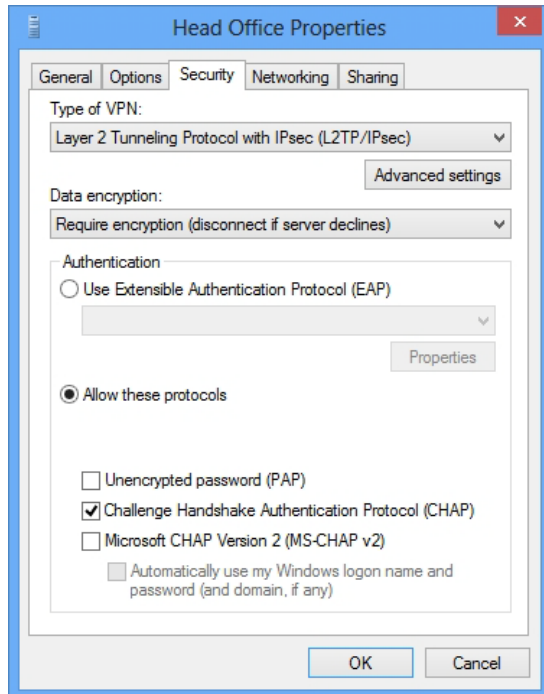 Head Office Properties
General Options Security Networking Sharing
Type of VPN:
Layer 2 Tunneling Protocol with IPsec (L2TP/IPsec)
Advanced settings
Data encryption:
Require encryption (disconnect if server declines)
Authentication
Use Extensible Authentication Protocol (EAP)
Properties
Allow these protocols
Unencrypted password (PAP)
Challenge Handshake Authentication Protocol (CHAP)
Microsoft CHAP Version 2 (MS-CHAP v2)
Automatically use my Windows logon name and
password (and domain, if any)
OK Cancel